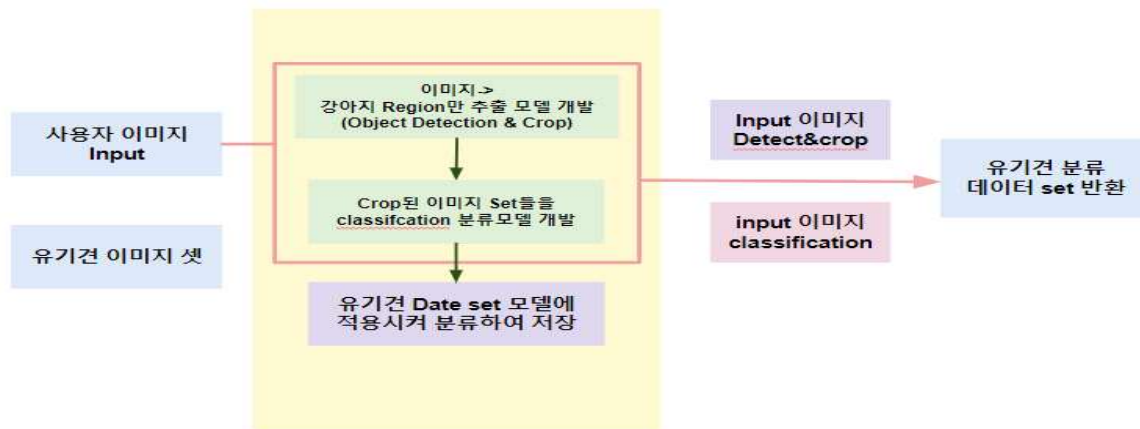 사용자 이미지
Input
유기견 이미지 셋
이미지->
강아지 Region만 추출 모델 개발
(Object Detection & Crop)
Crop된 이미지 Set들을
classifcation 분류모델 개발
유기견 Date set 모델에
적용시켜 분류하여 저장
Input 이미지
Detect&crop
input 이미지
classification
유기견 분류
데이터 set 반환